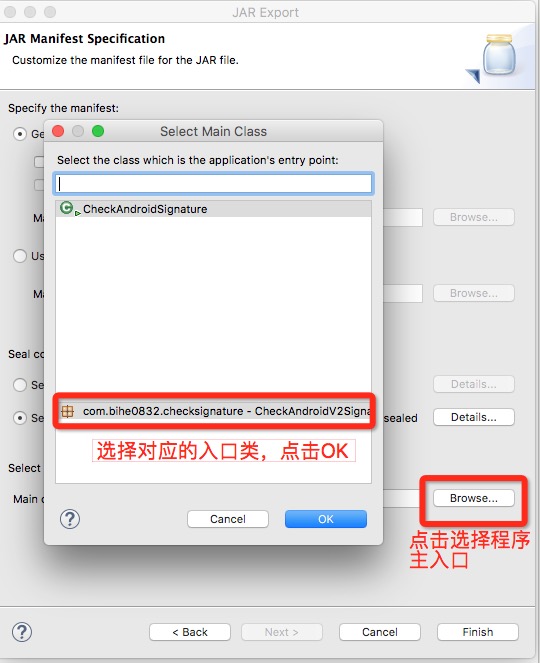 JAR Export
JAR Manifest Specification
Customize the manifest file for the JAR file.
Specify the manifest:
Ge
Select Main Class
Select the class which is the application's entry point:
CheckAndroidSignature
Ma
Browse...
Us
Ma
Browse...
Seal co
Se
Details...
com.bihe0832.checksignature - CheckAndroidV2Signa
Se
sealed
Details...
选择对应的入口类，点击OK
Select
Main c
Browse...
Cancel
OK
点击选择程序
主入口
< Back
Next >
Cancel
Finish